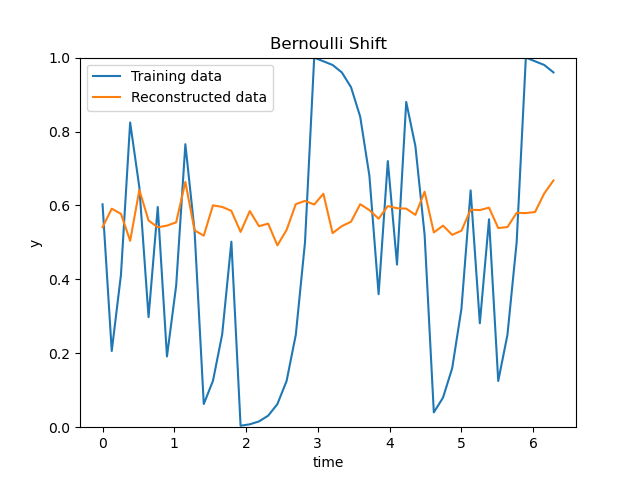 Bernoulli Shift
Training data
Reconstructed data
1.0
0.8
0.6
0.4
0.2
0.0
y
0 1 2 3 4 5 6
time